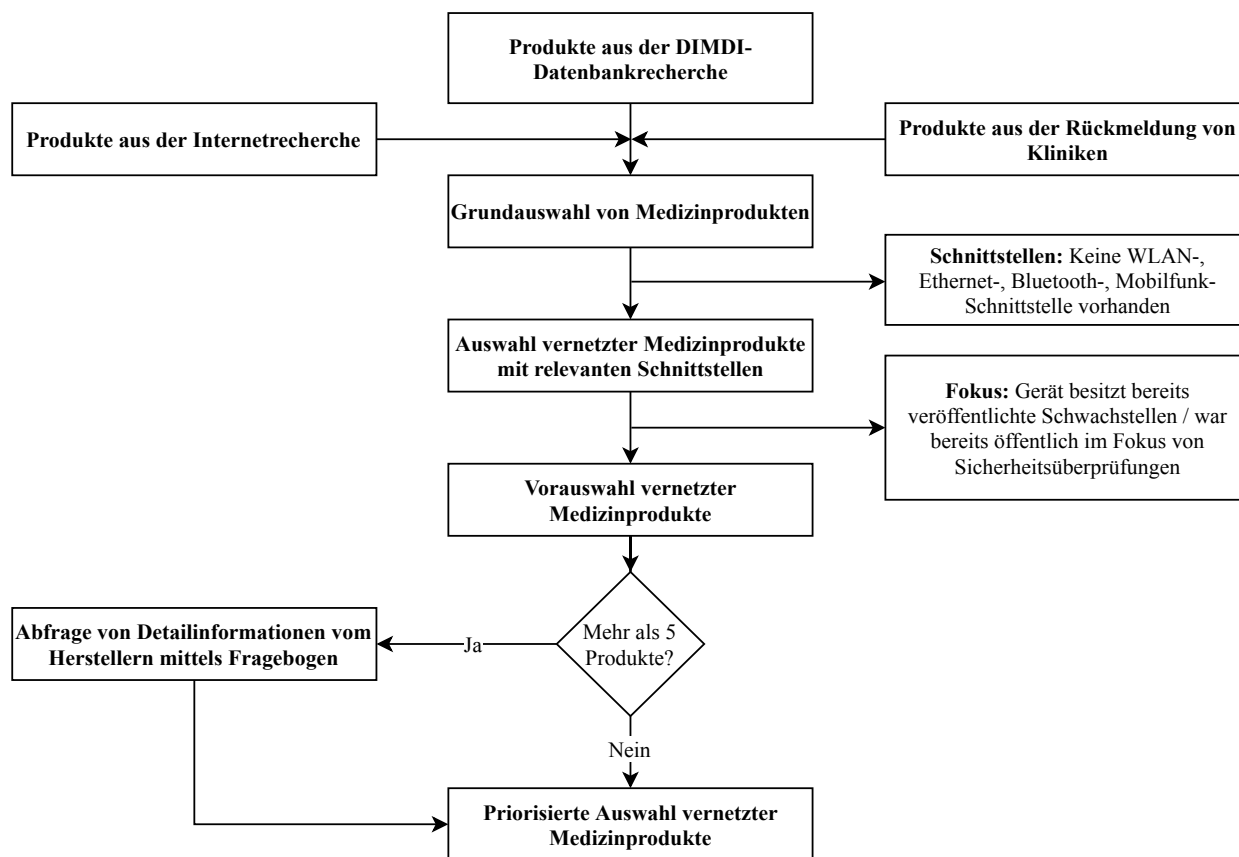 Produkte aus der DIMDI-
Datenbankrecherche
Produkte aus der Internetrecherche
Produkte aus der Rückmeldung von
Kliniken
Grundauswahl von Medizinprodukten
Schnittstellen: Keine WLAN-,
Ethernet-, Bluetooth-, Mobilfunk-
Schnittstelle vorhanden
Auswahl vernetzter Medizinprodukte
mit relevanten Schnittstellen
Fokus: Gerät besitzt bereits
veröffentlichte Schwachstellen / war
bereits öffentlich im Fokus von
Sicherheitsüberprüfungen
Vorauswahl vernetzter
Medizinprodukte
Mehr als 5
Produkte?
Ja
Abfrage von Detailinformationen vom
Herstellern mittels Fragebogen
Nein
Priorisierte Auswahl vernetzter
Medizinprodukte